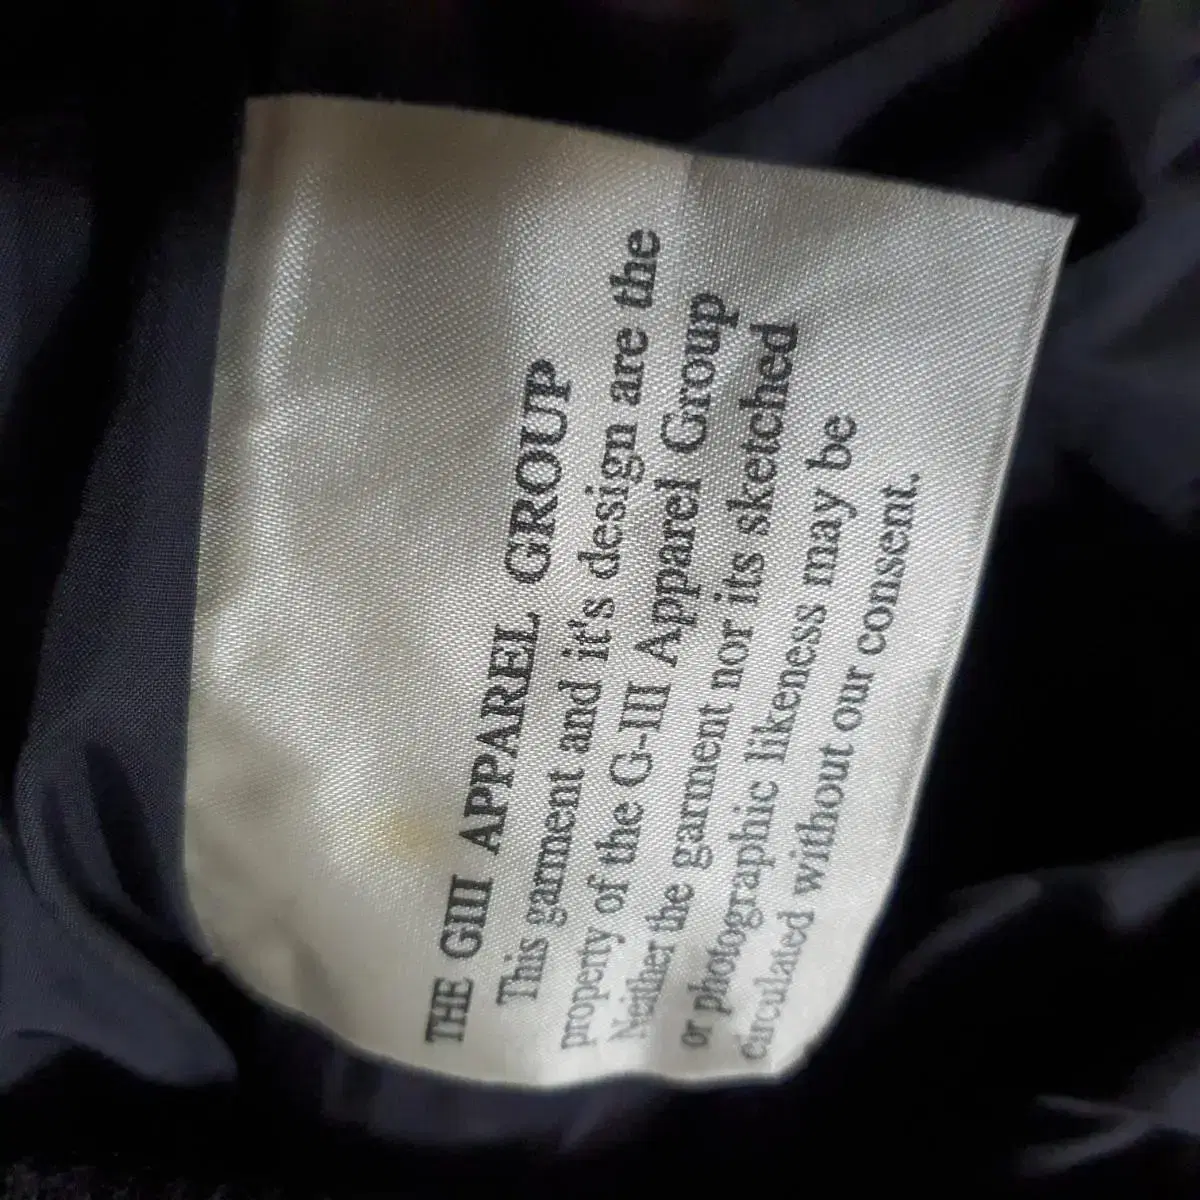 THE GIII APPAREL GROUP
This garment and it's design are the
property of the G-III Apparel Group
Neither the garment nor its sketched
or photographic likeness may be
circulated without our consent.